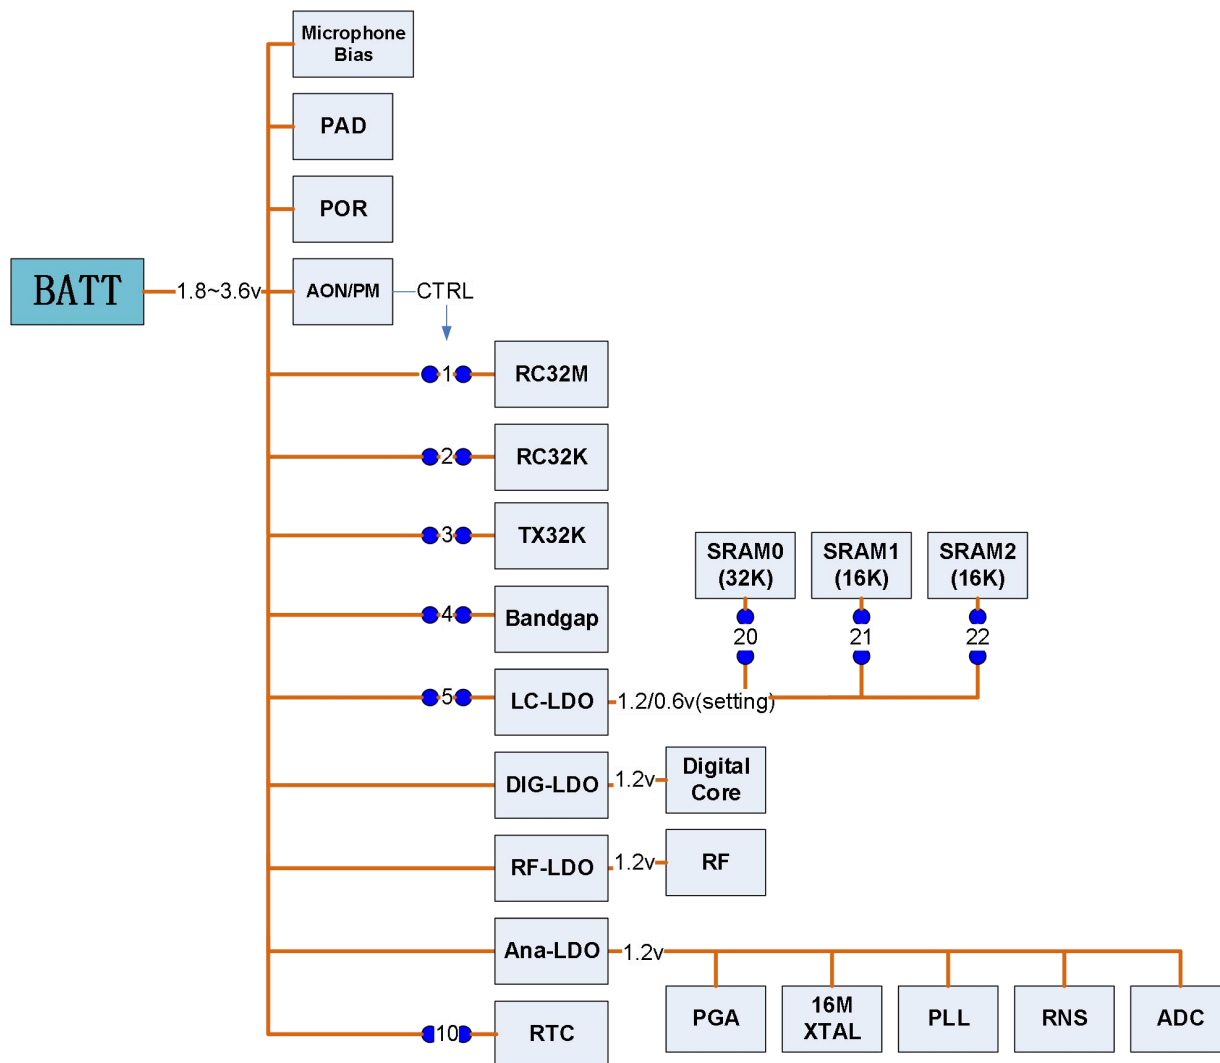 Microphone
Bias
PAD
POR
BATT
1.8~3.6v
AON/PM
CTRL
1
RC32M
2
RC32K
3
TX32K
SRAM0
(32K)
SRAM1
(16K)
SRAM2
(16K)
4
Bandgap
20
21
22
5
LC-LDO
1.2/0.6v(setting)
DIG-LDO
1.2v
Digital
Core
RF-LDO
1.2v
RF
Ana-LDO
1.2v
PGA
16M
XTAL
PLL
RNS
ADC
10
RTC